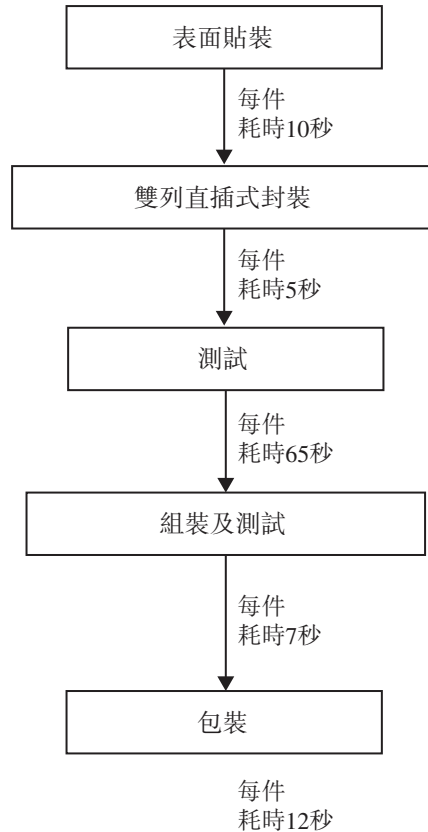 表面貼裝
每件
耗時10秒
雙列直插式封裝
每件
耗時5秒
測試
每件
耗時65秒
組裝及測試
每件
耗時7秒
包裝
每件
耗時12秒